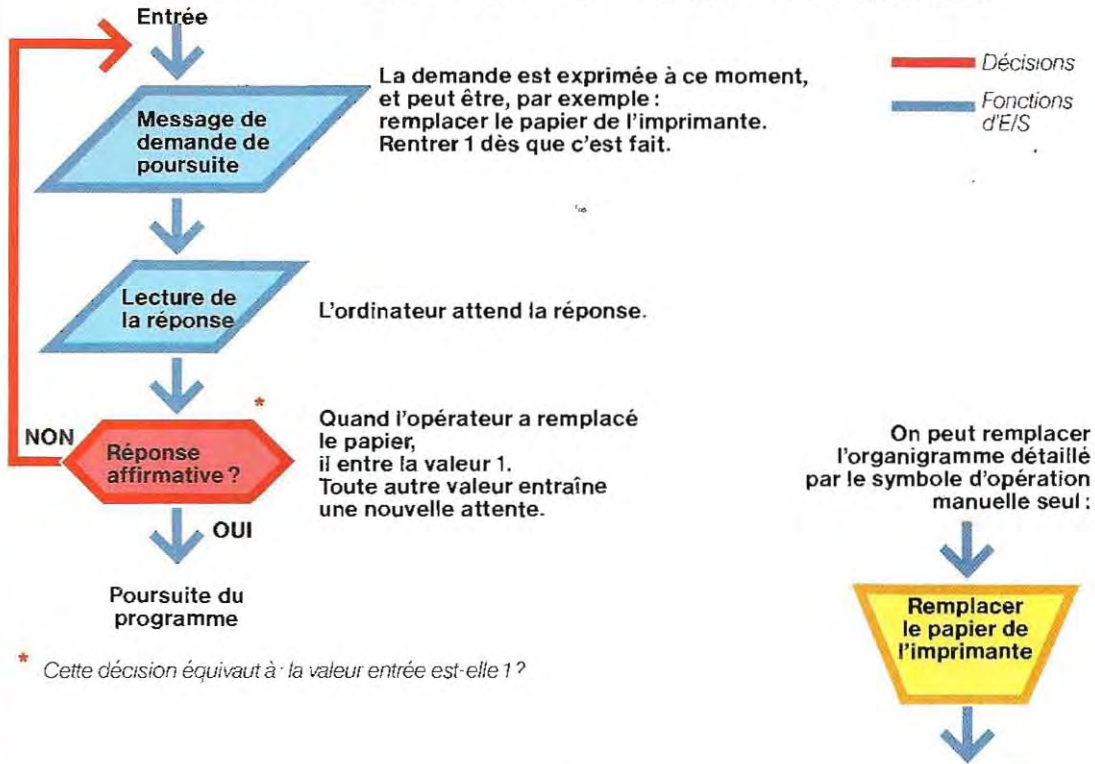 Entrée
Décisions
Fonctions
d'E/S
La demande est exprimée à ce moment,
et peut être, par exemple :
remplacer le papier de l'imprimante.
Rentrer 1 dès que c'est fait.
Message de
demande de
poursuite
Lecture de
la réponse
L'ordinateur attend la réponse.
*
Quand l'opérateur a remplacé
le papier,
il entre la valeur 1.
Toute autre valeur entraîne
une nouvelle attente.
NON
Réponse
affirmative ?
OUI
Poursuite du
programme
* Cette décision équivaut à : la valeur entrée est-elle 1 ?
On peut remplacer
l'organigramme détaillé
par le symbole d'opération
manuelle seul :
Remplacer
le papier de
l'imprimante